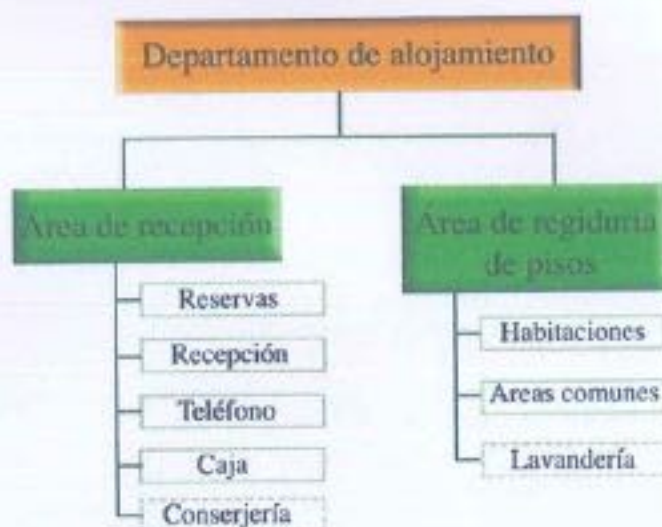 Departamento de alojamiento
Área de recepción
Reservas
Recepción
Teléfono
Caja
Conserjería
Área de regiduría
de pisos
Habitaciones
Areas comunes
Lavandería